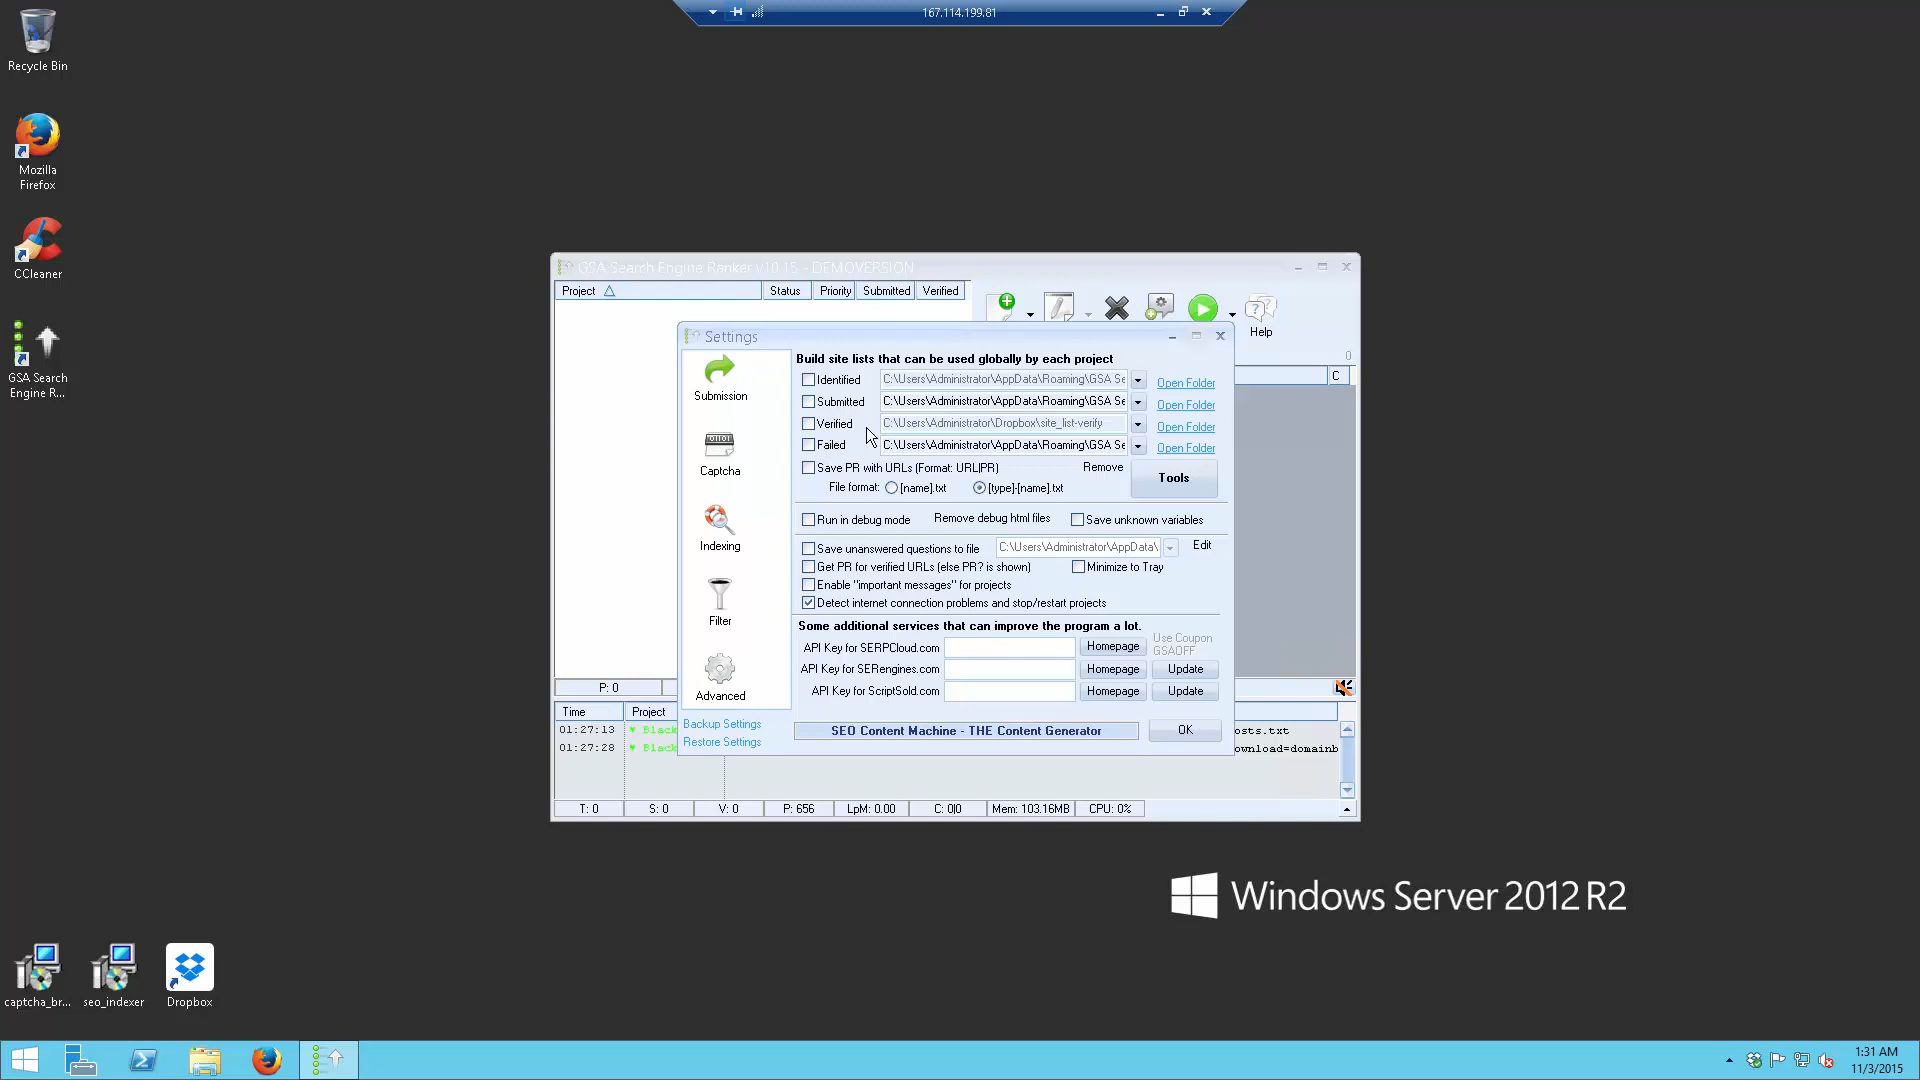 167.114.199.81
Recycle Bin
Mozilla
Firefox
CCleaner
GSA Search
Engine R...
GSA Search Engine Ranker v10.15 - DEMOVERSION
Project
Status
Priority
Submitted
Verified
Help
0
C
Settings
Submission
Captcha
Indexing
Filter
Advanced
Backup Settings
Restore Settings
Build site lists that can be used globally by each project
Identified C:\Users\Administrator\AppData\Roaming\GSA Se Open Folder
Submitted C:\Users\Administrator\AppData\Roaming\GSA Se Open Folder
Verified C:\Users\Administrator\Dropbox\site_list-verify Open Folder
Failed C:\Users\Administrator\AppData\Roaming\GSA Se Open Folder
Save PR with URLs (Format: URL|PR) Remove Tools
File format: [name].txt [type]-[name].txt
Run in debug mode Remove debug html files Save unknown variables
Save unanswered questions to file C:\Users\Administrator\AppData\ Edit
Get PR for verified URLs (else PR? is shown) Minimize to Tray
Enable "important messages" for projects
Detect internet connection problems and stop/restart projects
Some additional services that can improve the program a lot.
API Key for SERPCloud.com Homepage Use Coupon
GSAOFF
API Key for SERengines.com Homepage Update
API Key for ScriptSold.com Homepage Update
SEO Content Machine - THE Content Generator OK
P: 0
Time Project
01:27:13 Black osts.txt
01:27:28 Black ownload=domainb
T: 0 S: 0 V: 0 P: 656 LpM: 0.00 C: 0|0 Mem: 103.16MB CPU: 0%
Windows Server 2012 R2
captcha_br...
seo_indexer
Dropbox
1:31 AM
11/3/2015